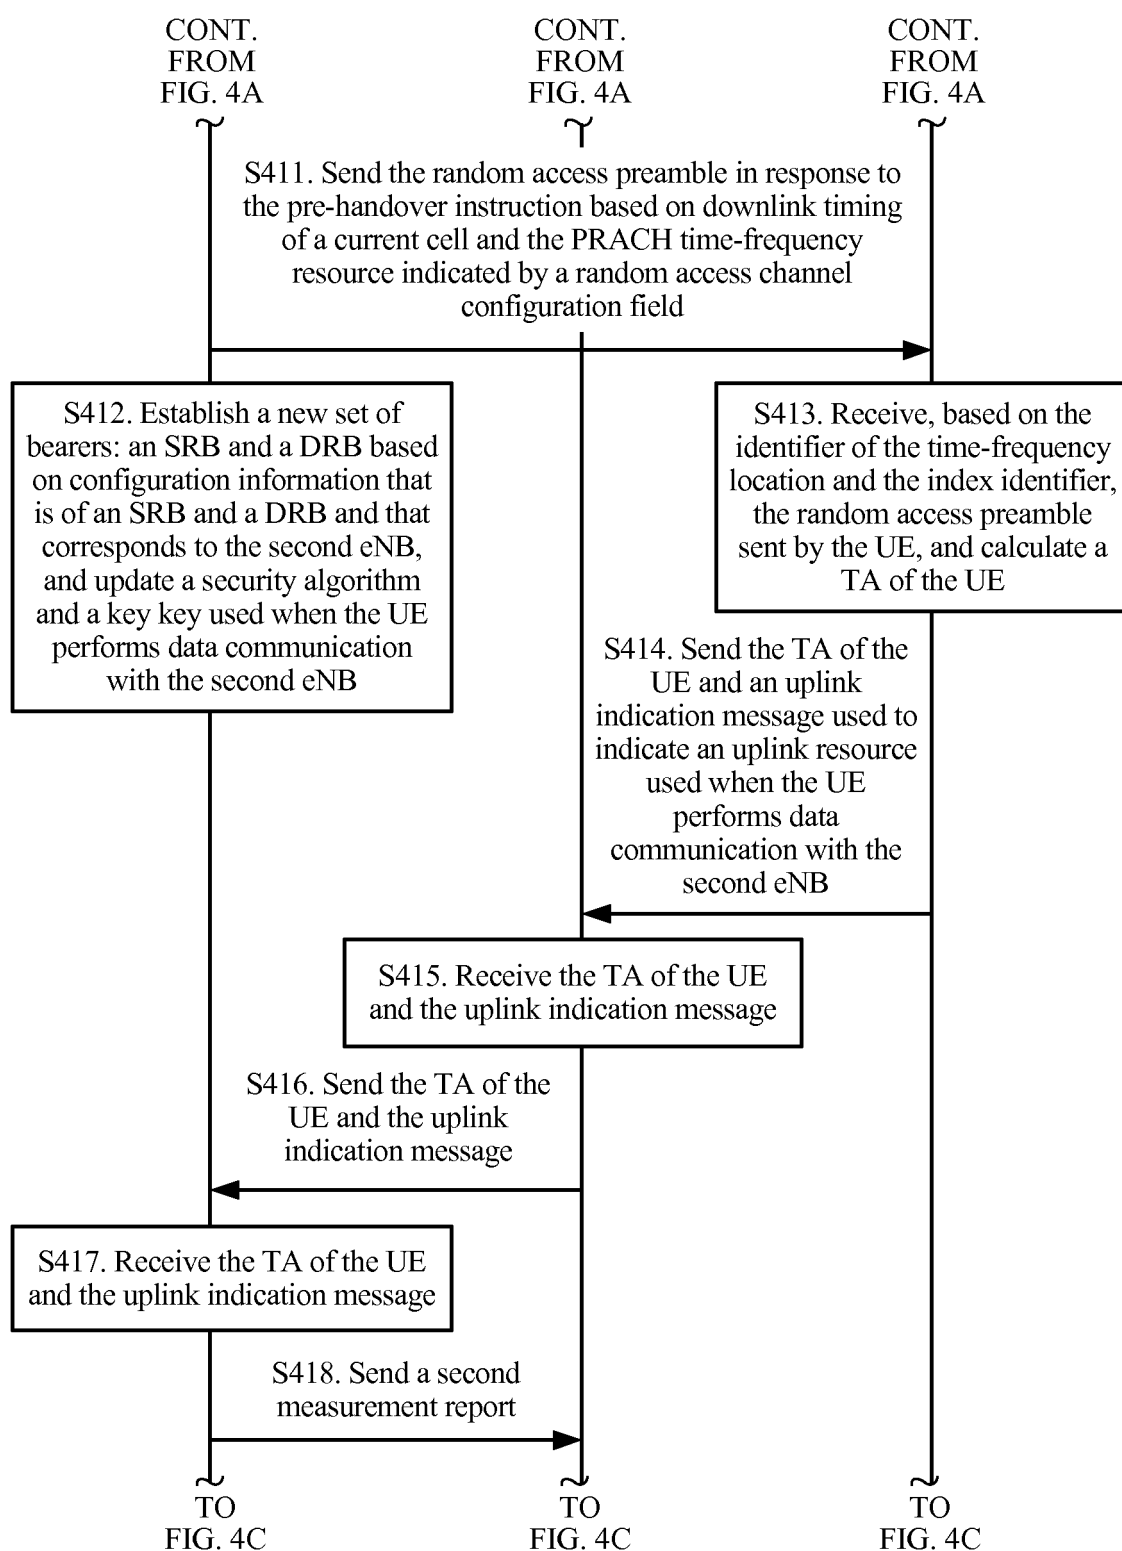 CONT.
FROM
FIG. 4A
CONT.
FROM
FIG. 4A
CONT.
FROM
FIG. 4A
S411. Send the random access preamble in response to
the pre-handover instruction based on downlink timing
of a current cell and the PRACH time-frequency
resource indicated by a random access channel
configuration field
S412. Establish a new set of
bearers: an SRB and a DRB based
on configuration information that
is of an SRB and a DRB and that
corresponds to the second eNB,
and update a security algorithm
and a key key used when the UE
performs data communication
with the second eNB
S413. Receive, based on the
identifier of the time-frequency
location and the index identifier,
the random access preamble
sent by the UE, and calculate a
TA of the UE
S414. Send the TA of the
UE and an uplink
indication message used to
indicate an uplink resource
used when the UE
performs data
communication with the
second eNB
S415. Receive the TA of the UE
and the uplink indication message
S416. Send the TA of the
UE and the uplink
indication message
S417. Receive the TA of the UE
and the uplink indication message
S418. Send a second
measurement report
TO
FIG. 4C
TO
FIG. 4C
TO
FIG. 4C